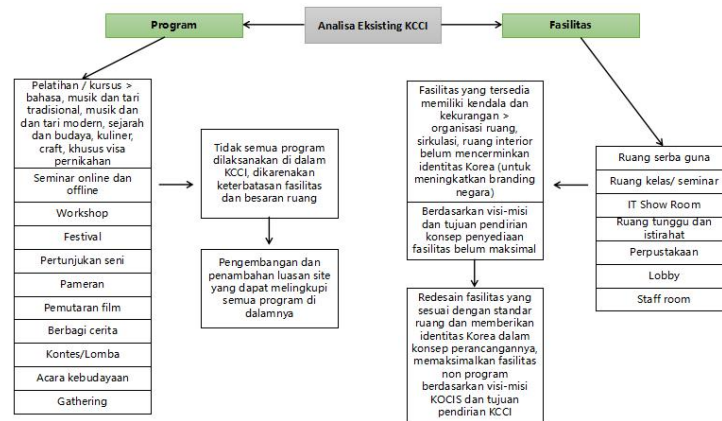 Program
Analisa Eksisting KCCI
Fasilitas
Pelatihan / kursus >
bahasa, musik dan tari
tradisional, musik dan
dan tari modern, sejarah
dan budaya, kuliner,
craft, khusus visa
pernikahan
Seminar online dan
offline
Workshop
Festival
Pertunjukan seni
Pameran
Pemutaran film
Berbagi cerita
Kontes/Lomba
Acara kebudayaan
Gathering
Tidak semua program
dilaksanakan di dalam
KCCI, dikarenakan
keterbatasan fasilitas
dan besaran ruang
Pengembangan dan
penambahan luasan site
yang dapat melingkupi
semua program di
dalamnya
Fasilitas yang tersedia
memiliki kendala dan
kekurangan >
organisasi ruang,
sirkulasi, ruang interior
belum mencerminkan
identitas Korea (untuk
meningkatkan branding
negara)
Berdasarkan visi-misi
dan tujuan pendirian
konsep penyediaan
fasilitas belum maksimal
Redesain fasilitas yang
sesuai dengan standar
ruang dan memberikan
identitas Korea dalam
konsep perancangannya,
memaksimalkan fasilitas
non program
berdasarkan visi-misi
KOCIS dan tujuan
pendirian KCCI
Ruang serba guna
Ruang kelas/ seminar
IT Show Room
Ruang tunggu dan
istirahat
Perpustakaan
Lobby
Staff room